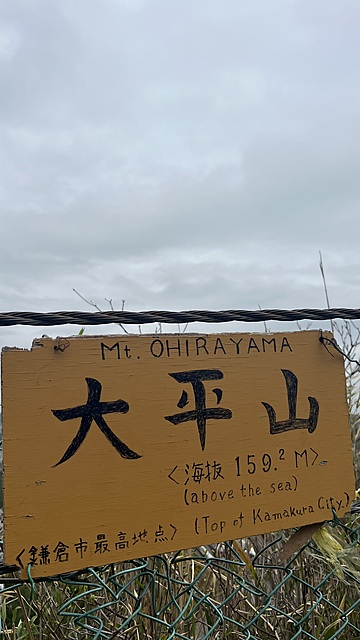 Mt. OHIRAYAMA
大平山
<海抜 159.2 M>
(above the sea)
<鎌倉市最高地点> (Top of Kamakura City.)